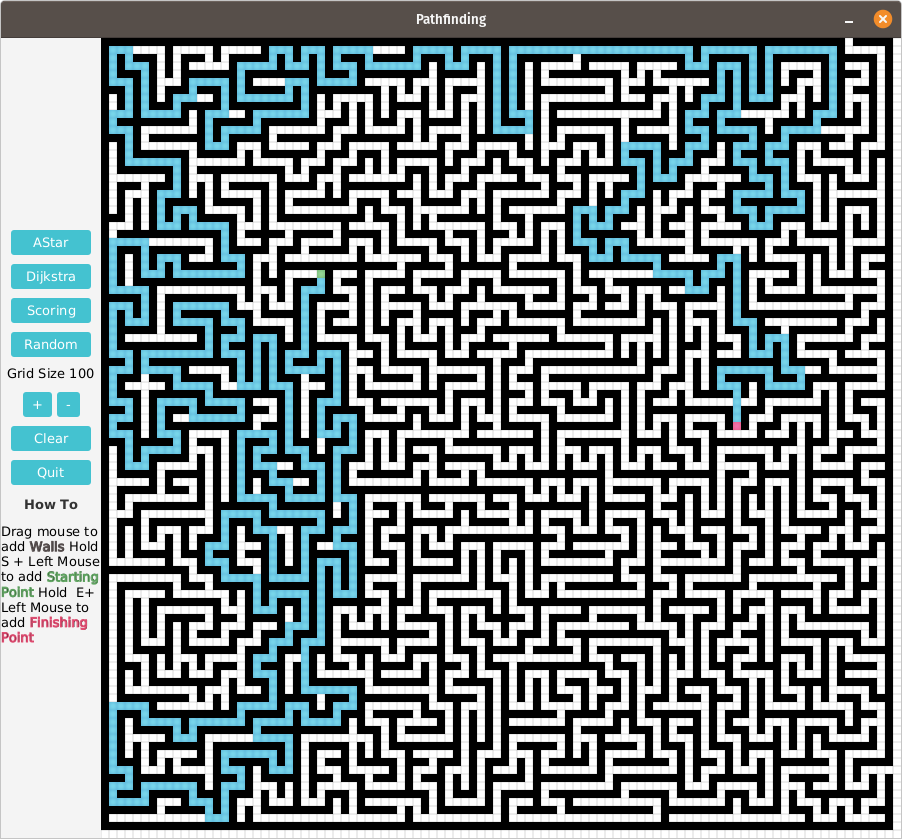 Pathfinding
AStar
Dijkstra
Scoring
Random
Grid Size 100
+ -
Clear
Quit
How To
Drag mouse to
add Walls Hold
S + Left Mouse
to add Starting
Point Hold  E+
Left Mouse to
add Finishing
Point